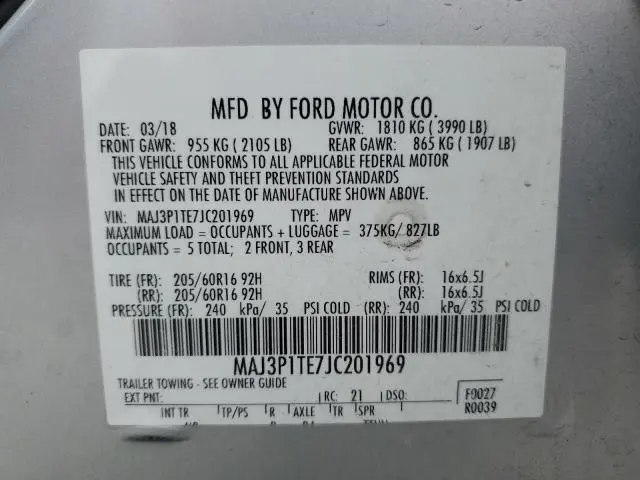 MFD BY FORD MOTOR CO.
DATE: 03/18 GVWR: 1810 KG ( 3990 LB)
FRONT GAWR: 955 KG ( 2105 LB) REAR GAWR: 865 KG ( 1907 LB)
THIS VEHICLE CONFORMS TO ALL APPLICABLE FEDERAL MOTOR
VEHICLE SAFETY AND THEFT PREVENTION STANDARDS
IN EFFECT ON THE DATE OF MANUFACTURE SHOWN ABOVE.
VIN: MAJ3P1TE7JC201969 TYPE: MPV
MAXIMUM LOAD = OCCUPANTS + LUGGAGE = 375KG/ 827LB
OCCUPANTS = 5 TOTAL; 2 FRONT, 3 REAR
TIRE (FR): 205/60R16 92H RIMS (FR): 16x6.5J
(RR): 205/60R16 92H (RR): 16x6.5J
PRESSURE (FR): 240 kPa/ 35 PSI COLD (RR): 240 kPa/ 35 PSI COLD
MAJ3P1TE7JC201969
TRAILER TOWING - SEE OWNER GUIDE
EXT PNT: RC: 21 DSO: F0027
R0039
INT TR TP/PS R AXLE TR SPR